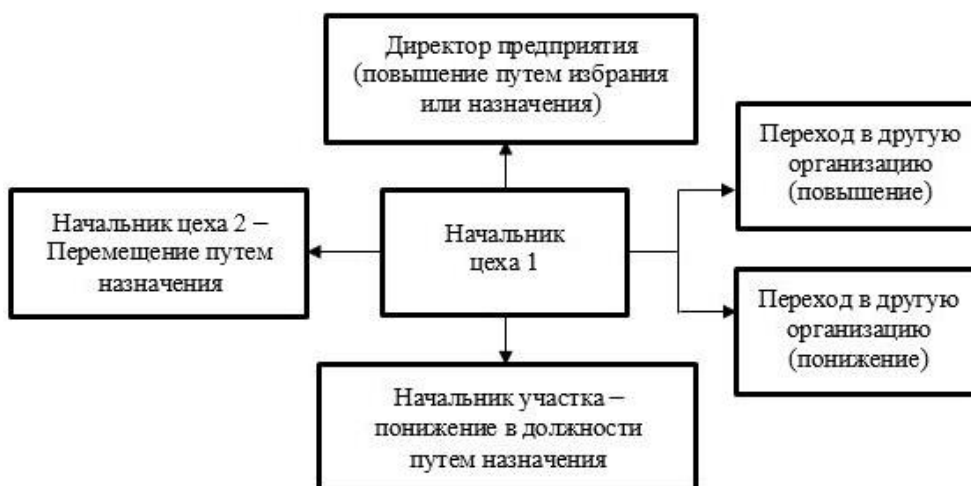 Директор предприятия
(повышение путем избрания
или назначения)
Переход в другую
организацию
(повышение)
Начальник цеха 2 –
Перемещение путем
назначения
Начальник
цеха 1
Переход в другую
организацию
(понижение)
Начальник участка –
понижение в должности
путем назначения